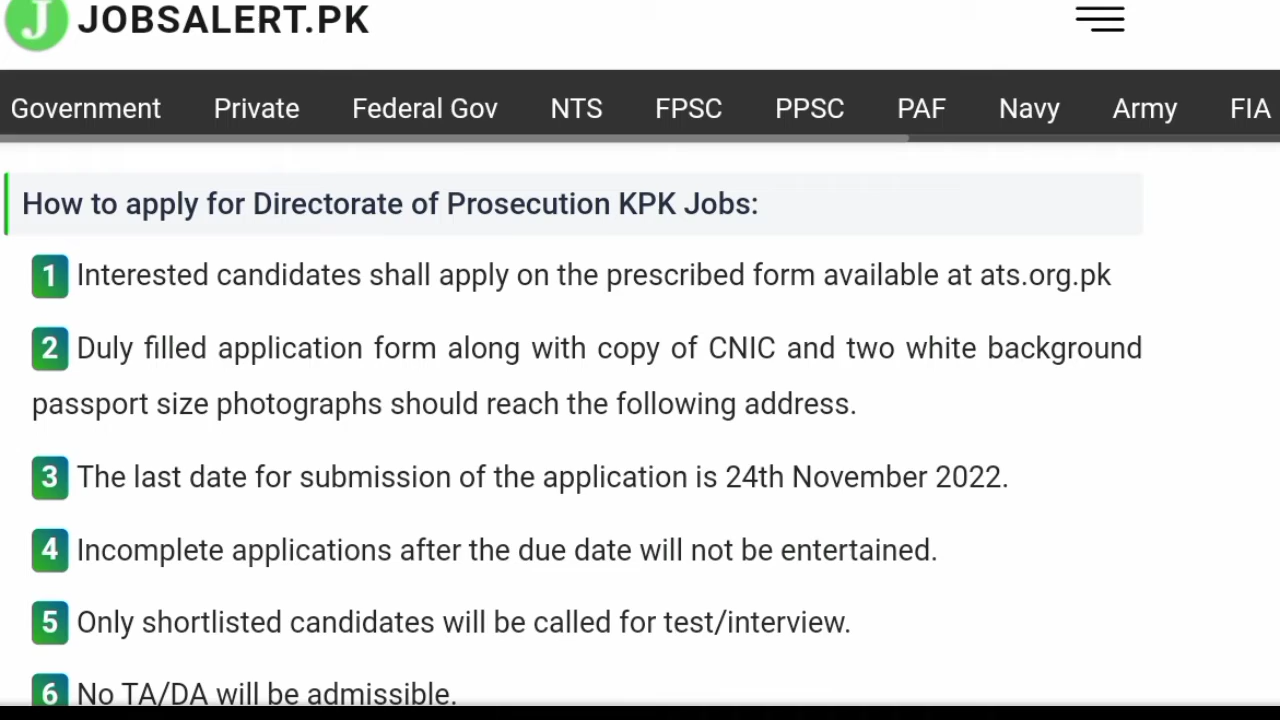 J JOBSALERT.PK
Government Private Federal Gov NTS FPSC PPSC PAF Navy Army FIA
How to apply for Directorate of Prosecution KPK Jobs:
1 Interested candidates shall apply on the prescribed form available at ats.org.pk
2 Duly filled application form along with copy of CNIC and two white background
passport size photographs should reach the following address.
3 The last date for submission of the application is 24th November 2022.
4 Incomplete applications after the due date will not be entertained.
5 Only shortlisted candidates will be called for test/interview.
6 No TA/DA will be admissible.